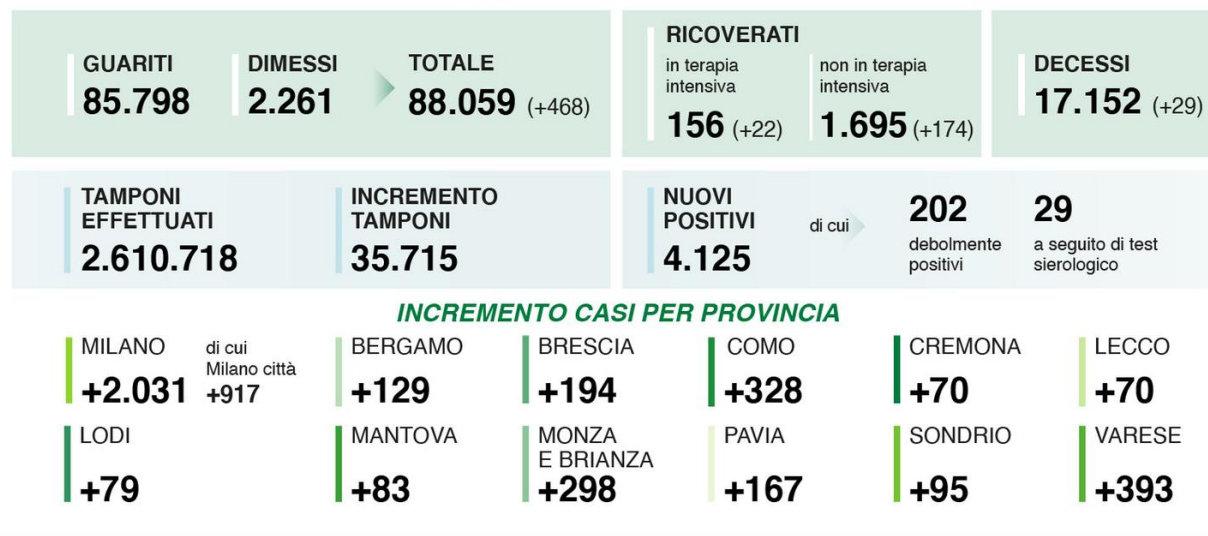 GUARITI
85.798
DIMESSI
2.261
TOTALE
88.059 (+468)
RICOVERATI
in terapia
intensiva
156 (+22)
non in terapia
intensiva
1.695 (+174)
DECESSI
17.152 (+29)
TAMPONI
EFFETTUATI
2.610.718
INCREMENTO
TAMPONI
35.715
NUOVI
POSITIVI
4.125
di cui
202
debolmente
positivi
29
a seguito di test
sierologico
INCREMENTO CASI PER PROVINCIA
MILANO
+2.031
di cui
Milano città
+917
BERGAMO
+129
BRESCIA
+194
COMO
+328
CREMONA
+70
LECCO
+70
LODI
+79
MANTOVA
+83
MONZA
E BRIANZA
+298
PAVIA
+167
SONDRIO
+95
VARESE
+393